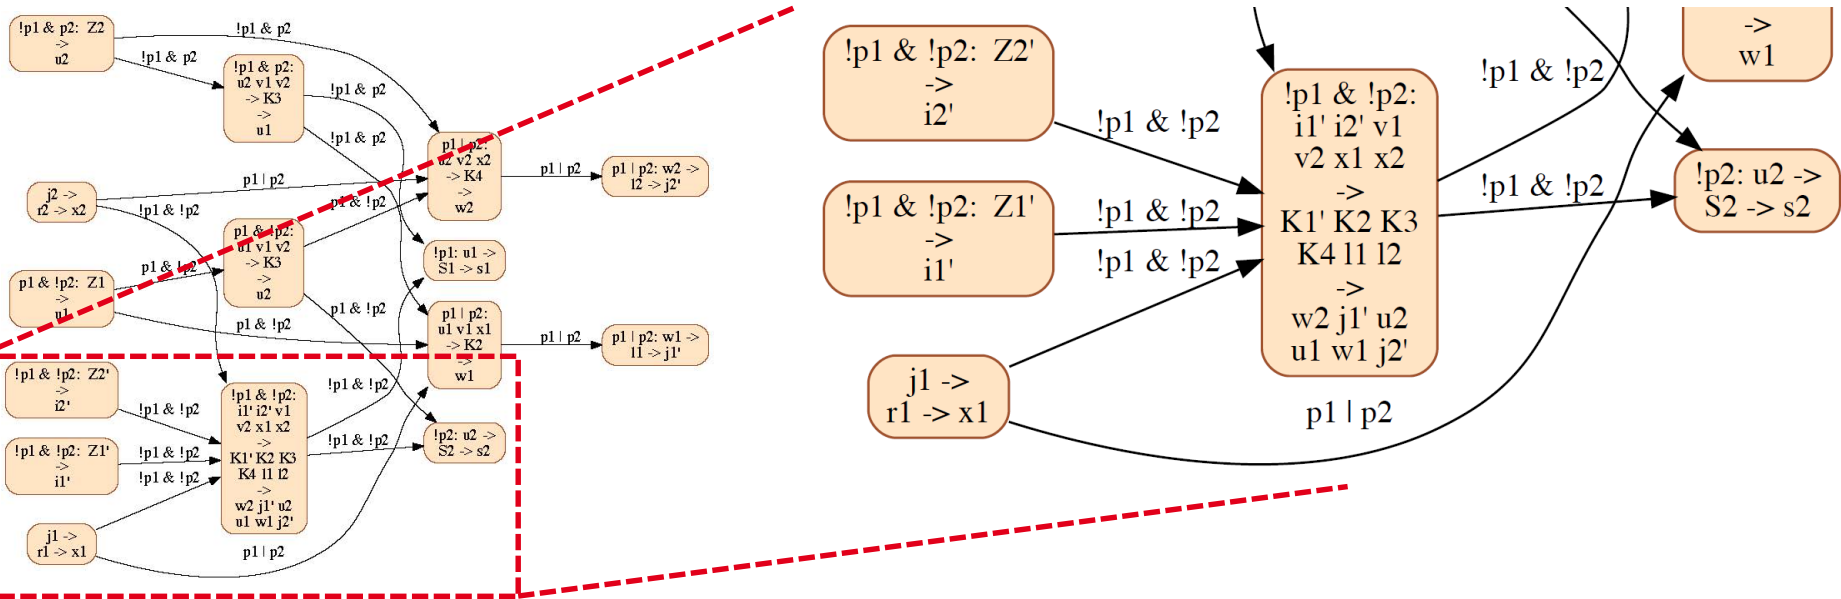 !p1 & p2:  Z2
->
u2
!p1 & p2
!p1 & p2
!p1 & p2:
u2 v1 v2
-> K3
->
u1
!p1 & p2
!p1 & p2
p1 | p2:
u2 v2 x2
-> K4
->
w2
p1 | p2
p1 | p2: w2 ->
l2 -> j2'
j2 ->
r2 -> x2
p1 | p2
!p1 & !p2
p1 & !p2:
u1 v1 v2
-> K3
->
u2
p1 & !p2
!p1: u1 ->
S1 -> s1
p1 & !p2:  Z1
->
u1
p1 & !p2
p1 & !p2
p1 & !p2
p1 | p2:
u1 v1 x1
-> K2
->
w1
p1 | p2
p1 | p2: w1 ->
l1 -> j1'
!p1 & !p2:  Z2'
->
i2'
!p1 & !p2
!p1 & !p2:  Z1'
->
i1'
!p1 & !p2
!p1 & !p2
!p1 & !p2:
i1' i2' v1
v2 x1 x2
->
K1' K2 K3
K4 l1 l2
->
w2 j1' u2
u1 w1 j2'
!p1 & !p2
!p1 & !p2
!p2: u2 ->
S2 -> s2
j1 ->
r1 -> x1
p1 | p2
!p1 & !p2:  Z2'
->
i2'
!p1 & !p2
!p1 & !p2:  Z1'
->
i1'
!p1 & !p2
!p1 & !p2
!p1 & !p2:
i1' i2' v1
v2 x1 x2
->
K1' K2 K3
K4 l1 l2
->
w2 j1' u2
u1 w1 j2'
!p1 & !p2
!p1 & !p2
->
w1
!p2: u2 ->
S2 -> s2
j1 ->
r1 -> x1
p1 | p2